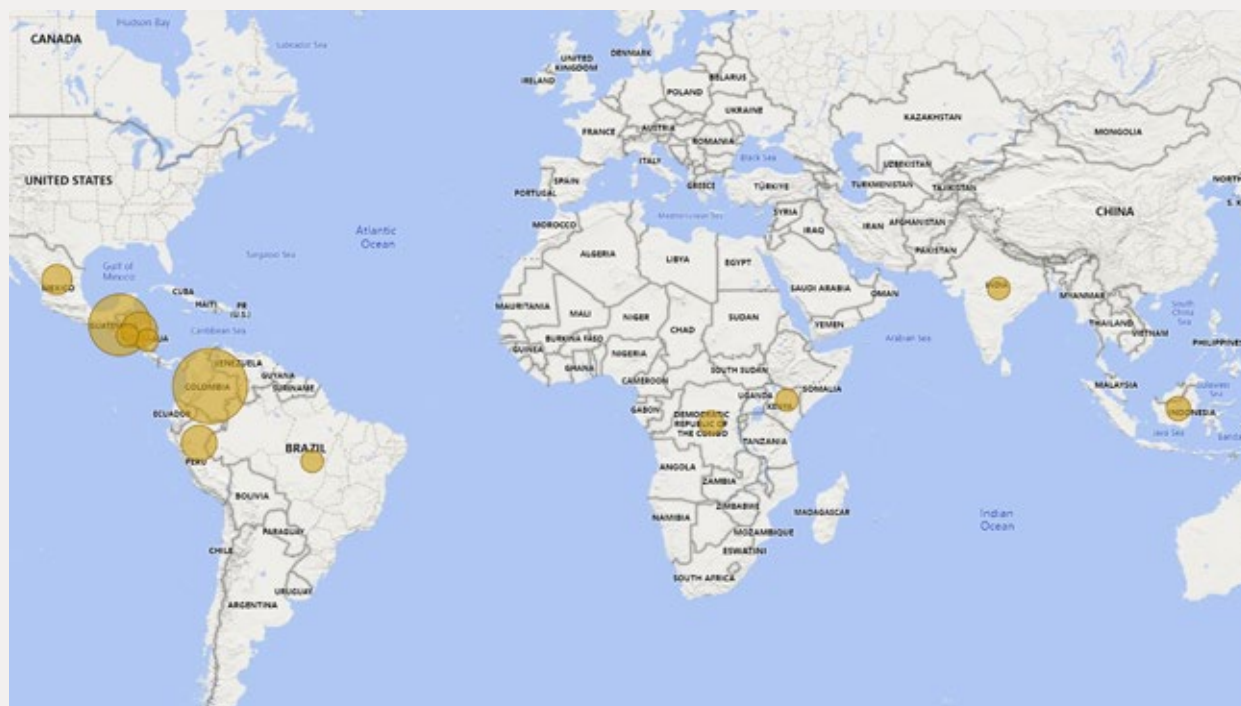 Hudson Bay
CANADA
Labrador Sea
UNITED
KINGDOM
DENMARK
IRELAND
BELARUS
POLAND
UKRAINE
KAZAKHSTAN
MONGOLIA
FRANCE
AUSTRIA
ROMANIA
ITALY
Black Sea
UZBEKISTAN
UNITED STATES
PORTUGAL
SPAIN
GREECE
TÜRKIYE
TURKMENISTAN
TAJIKISTAN
NORTH
CHINA
S. K
Mediterranean Sea
SYRIA
MOROCCO
IRAQ
IRAN
AFGHANISTAN
PAKISTAN
Atlantic
Ocean
Sargasso Sea
ALGERIA
LIBYA
EGYPT
Gulf of
Mexico
MEXICO
CUBA
HAITI
PR
(U.S.)
SAUDI ARABIA
OMAN
INDIA
MYANMAR
MAURITANIA
MALI
NIGER
CHAD
SUDAN
YEMEN
Arabian Sea
THAILAND
VIETNAM
South
China
Sea
PHILIPPINES
Caribbean Sea
BURKINA FASO
GUINEA
GHANA
NIGERIA
CAMEROON
SOUTH SUDAN
SOMALIA
VENEZUELA
GUYANA
SURINAME
COLOMBIA
ECUADOR
GABON
UGANDA
KENYA
DEMOCRATIC
REPUBLIC OF
THE CONGO
TANZANIA
MALAYSIA
INDONESIA
Java Sea
PERU
BRAZIL
ANGOLA
ZAMBIA
BOLIVIA
ZIMBABWE
NAMIBIA
MADAGASCAR
MOZAMBIQUE
Indian
Ocean
PARAGUAY
CHILE
ESWATINI
SOUTH AFRICA
URUGUAY
ARGENTINA